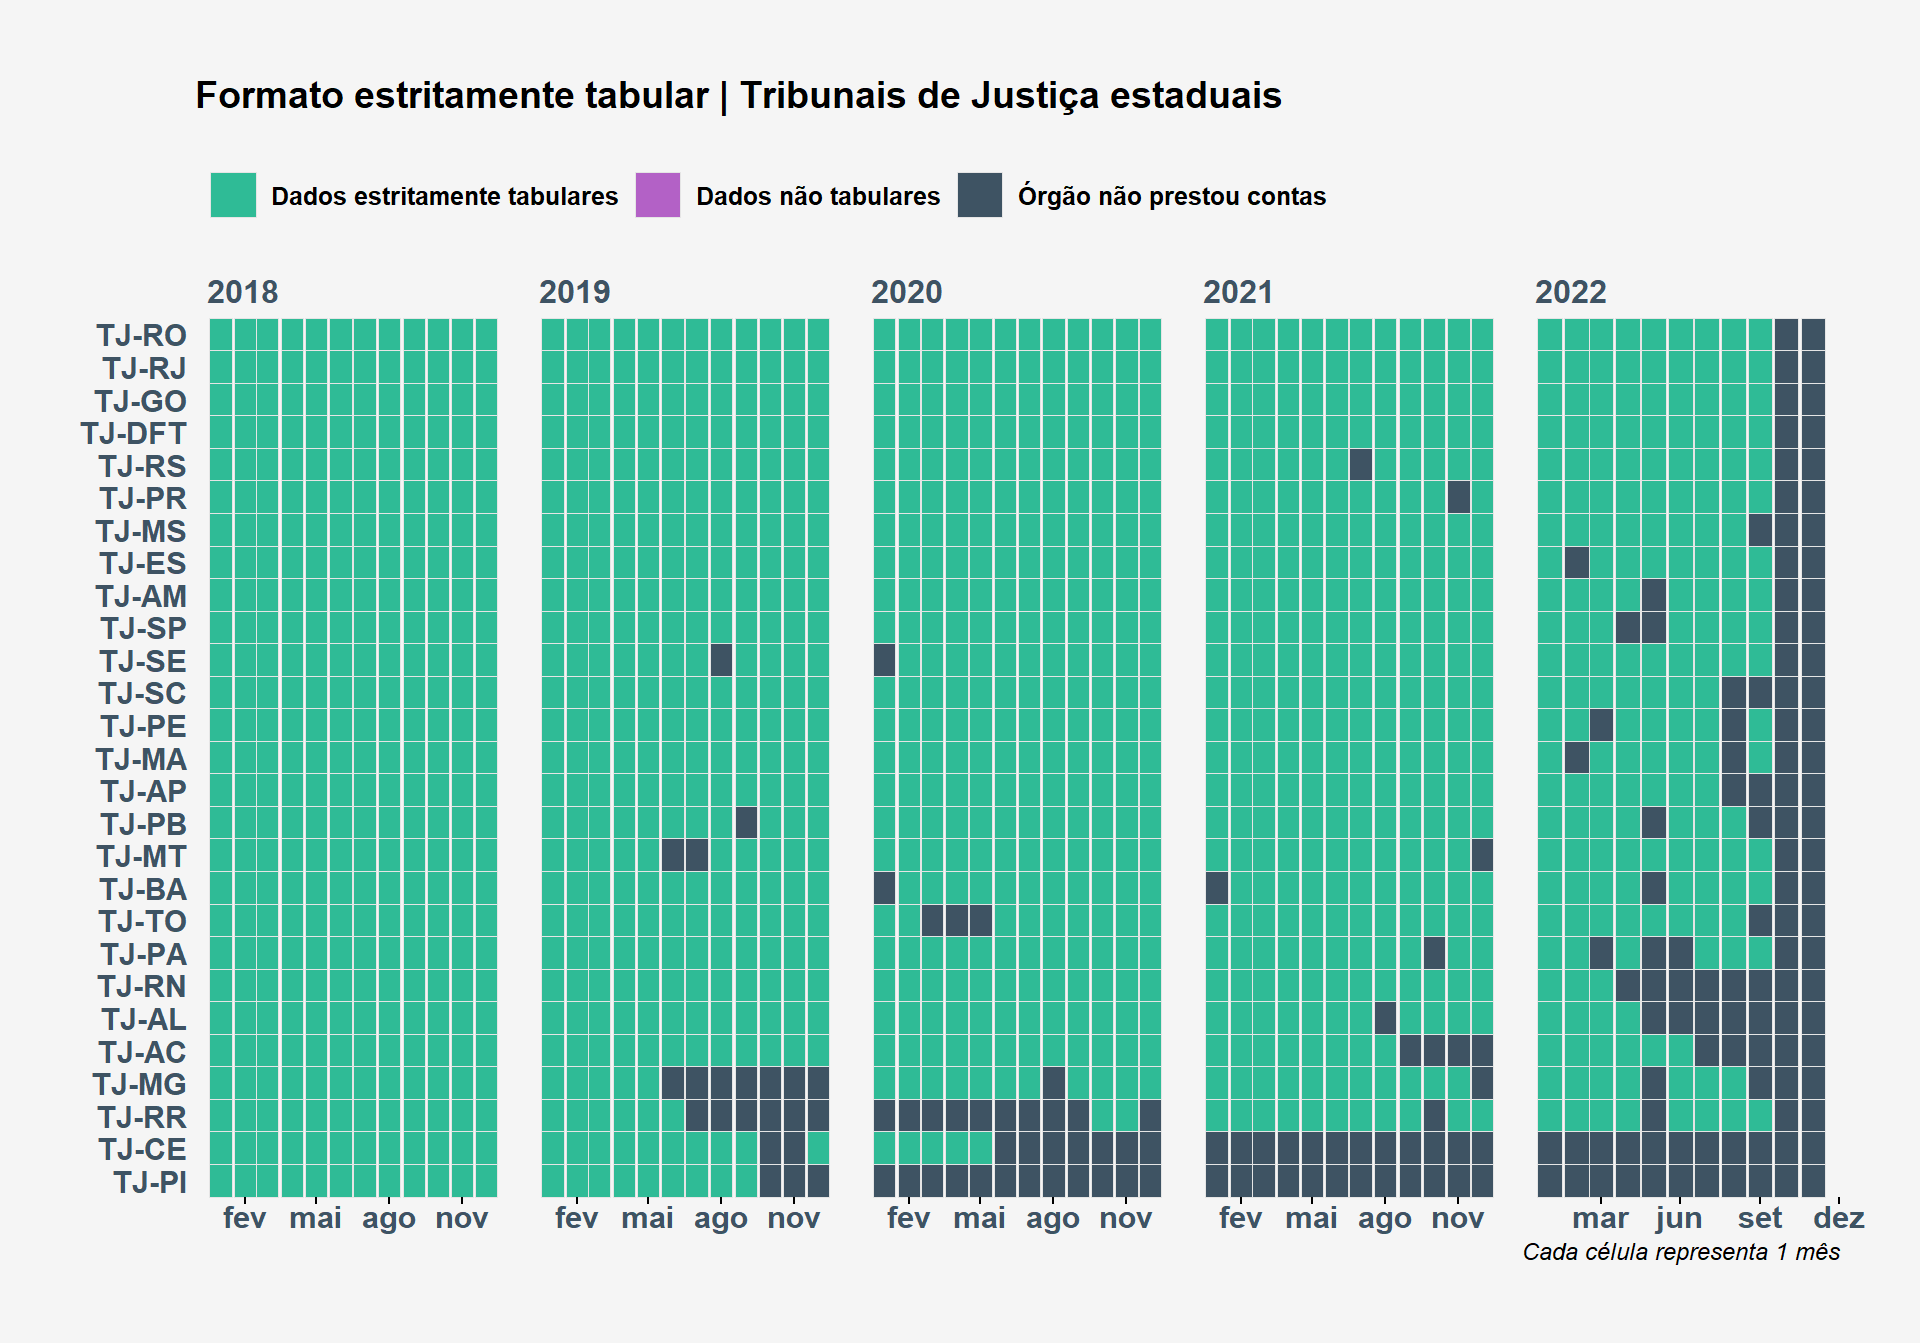 Formato estritamente tabular | Tribunais de Justiça estaduais
Dados estritamente tabulares Dados não tabulares Órgão não prestou contas
2018 2019 2020 2021 2022
TJ-RO
TJ-RJ
TJ-GO
TJ-DFT
TJ-RS
TJ-PR
TJ-MS
TJ-ES
TJ-AM
TJ-SP
TJ-SE
TJ-SC
TJ-PE
TJ-MA
TJ-AP
TJ-PB
TJ-MT
TJ-BA
TJ-TO
TJ-PA
TJ-RN
TJ-AL
TJ-AC
TJ-MG
TJ-RR
TJ-CE
TJ-PI
fev mai ago nov fev mai ago nov fev mai ago nov fev mai ago nov mar jun set dez
Cada célula representa 1 mês